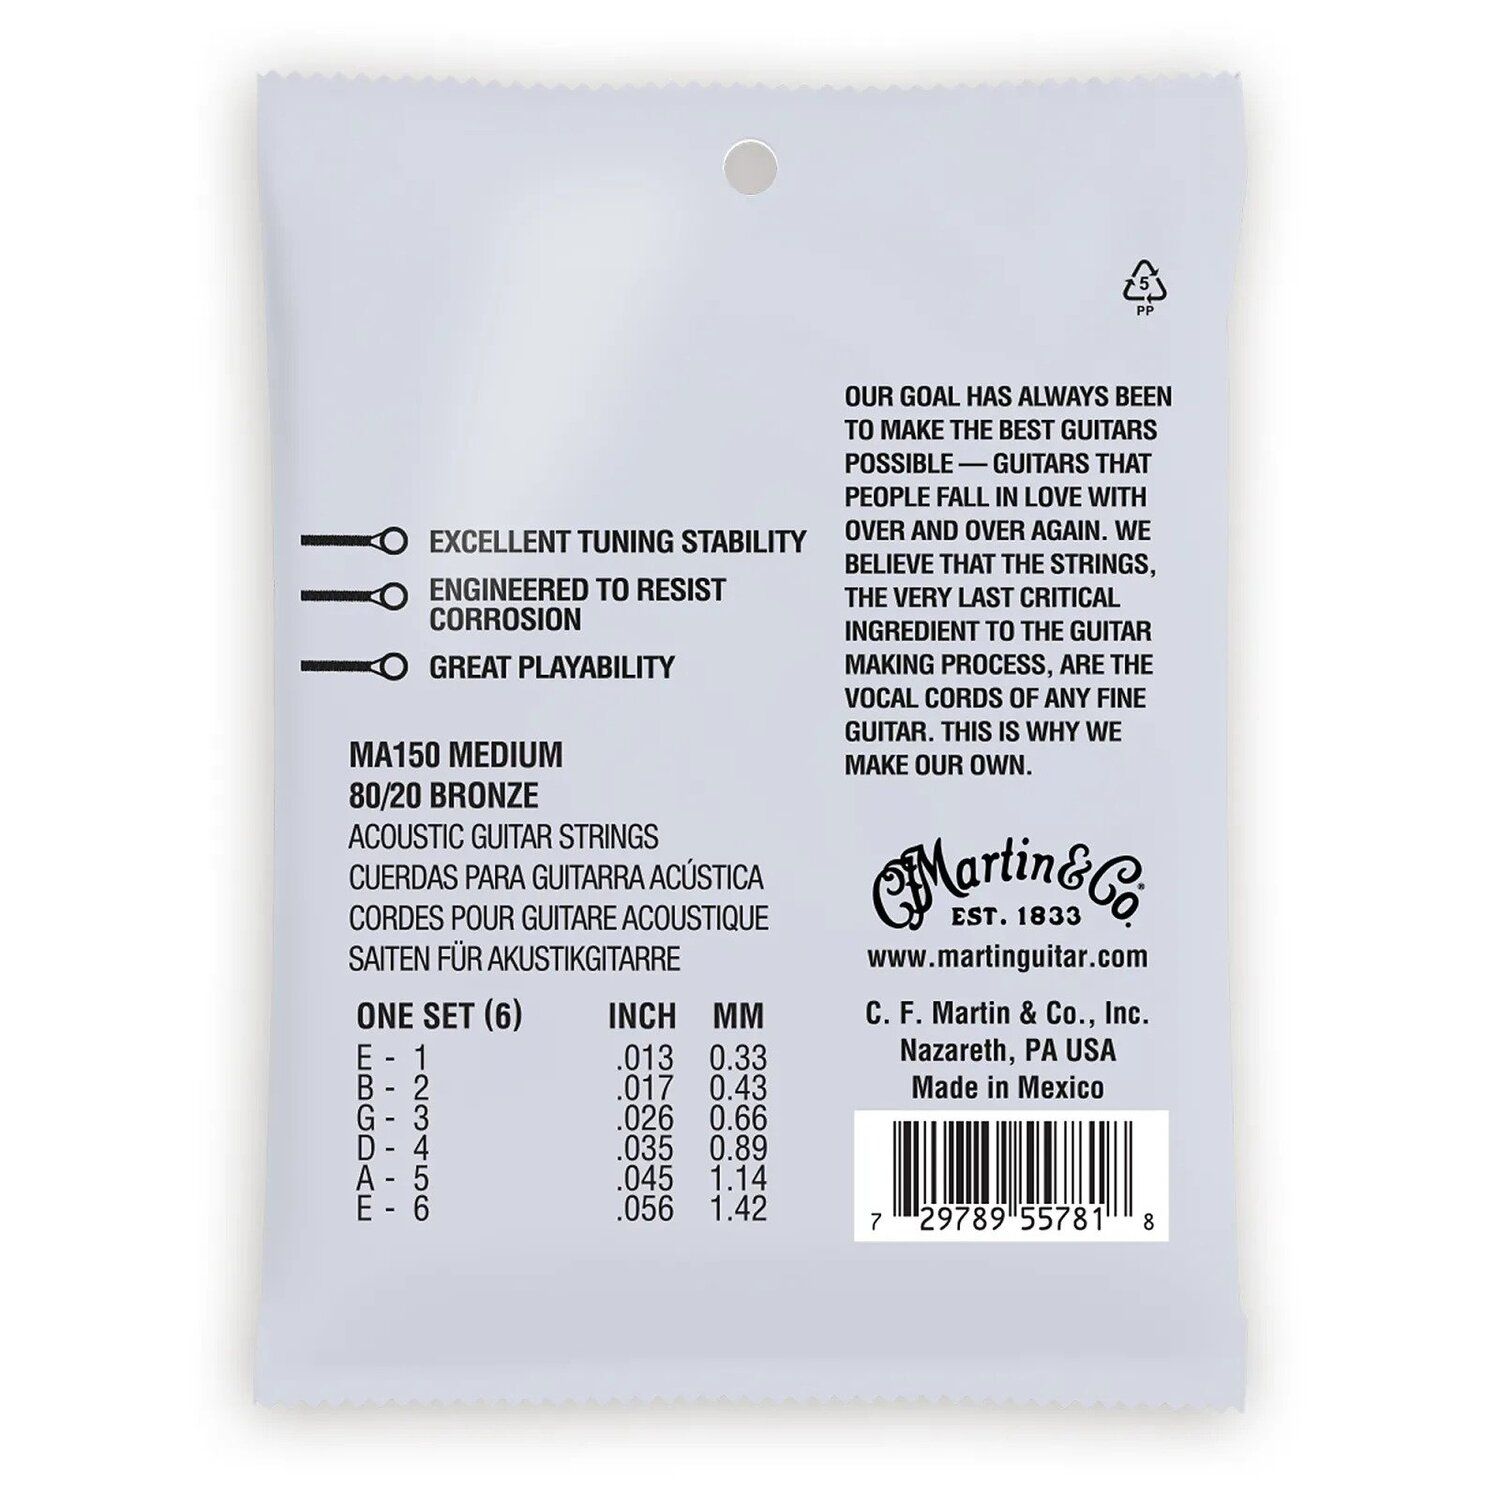 5
PP
OUR GOAL HAS ALWAYS BEEN
TO MAKE THE BEST GUITARS
POSSIBLE — GUITARS THAT
PEOPLE FALL IN LOVE WITH
OVER AND OVER AGAIN. WE
BELIEVE THAT THE STRINGS,
THE VERY LAST CRITICAL
INGREDIENT TO THE GUITAR
MAKING PROCESS, ARE THE
VOCAL CORDS OF ANY FINE
GUITAR. THIS IS WHY WE
MAKE OUR OWN.
EXCELLENT TUNING STABILITY
ENGINEERED TO RESIST
CORROSION
GREAT PLAYABILITY
MA150 MEDIUM
80/20 BRONZE
ACOUSTIC GUITAR STRINGS
CUERDAS PARA GUITARRA ACÚSTICA
CORDES POUR GUITARE ACOUSTIQUE
SAITEN FÜR AKUSTIKGITARRE
ONE SET (6) INCH MM
E - 1 .013 0.33
B - 2 .017 0.43
G - 3 .026 0.66
D - 4 .035 0.89
A - 5 .045 1.14
E - 6 .056 1.42
CF Martin & Co.®
EST. 1833
www.martinguitar.com
C. F. Martin & Co., Inc.
Nazareth, PA USA
Made in Mexico
7 29789 55781 8